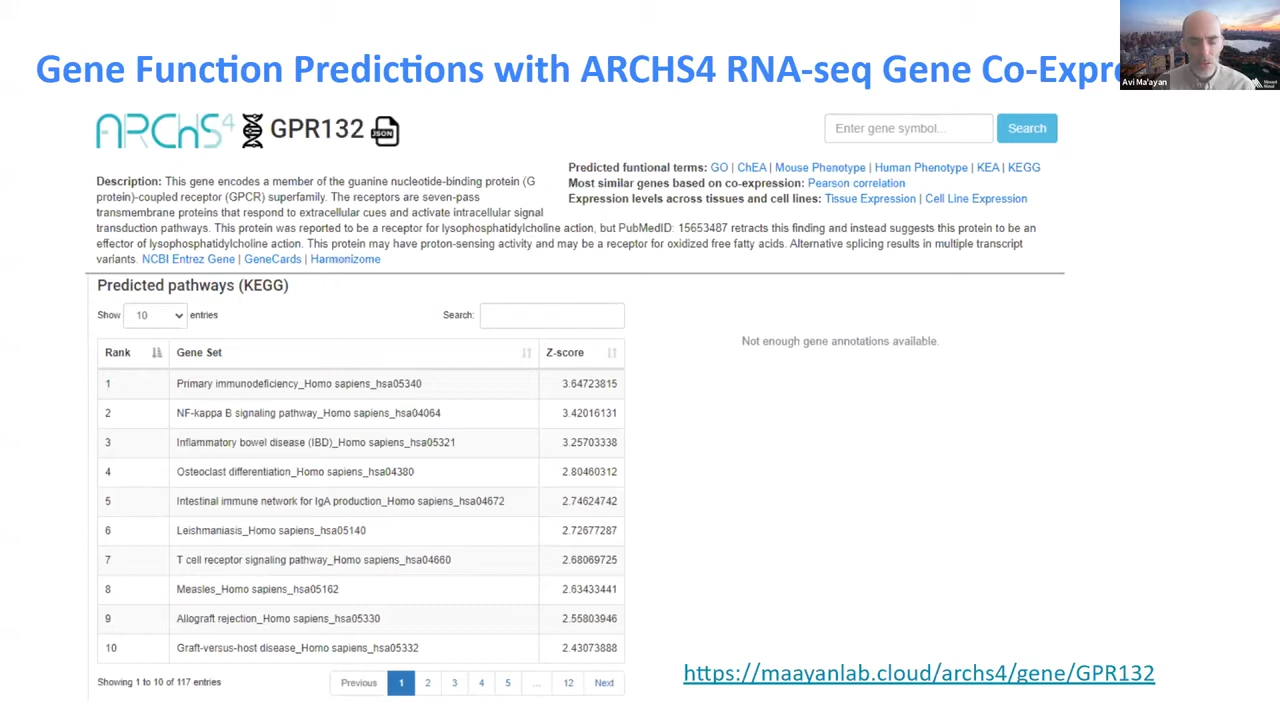 Gene Function Predictions with ARCHS4 RNA-seq Gene Co-Expre
Avi Ma'ayan
ARCHS4 GPR132 JSON
Enter gene symbol...
Search
Predicted funtional terms: GO | ChEA | Mouse Phenotype | Human Phenotype | KEA | KEGG
Most similar genes based on co-expression: Pearson correlation
Expression levels across tissues and cell lines: Tissue Expression | Cell Line Expression
Description: This gene encodes a member of the guanine nucleotide-binding protein (G
protein)-coupled receptor (GPCR) superfamily. The receptors are seven-pass
transmembrane proteins that respond to extracellular cues and activate intracellular signal
transduction pathways. This protein was reported to be a receptor for lysophosphatidylcholine action, but PubMedID: 15653487 retracts this finding and instead suggests this protein to be an
effector of lysophosphatidylcholine action. This protein may have proton-sensing activity and may be a receptor for oxidized free fatty acids. Alternative splicing results in multiple transcript
variants. NCBI Entrez Gene | GeneCards | Harmonizome
Predicted pathways (KEGG)
Show 10 entries
Search:
Not enough gene annotations available.
Rank Gene Set Z-score
1 Primary immunodeficiency_Homo sapiens_hsa05340 3.64723815
2 NF-kappa B signaling pathway_Homo sapiens_hsa04064 3.42016131
3 Inflammatory bowel disease (IBD)_Homo sapiens_hsa05321 3.25703338
4 Osteoclast differentiation_Homo sapiens_hsa04380 2.80460312
5 Intestinal immune network for IgA production_Homo sapiens_hsa04672 2.74624742
6 Leishmaniasis_Homo sapiens_hsa05140 2.72677287
7 T cell receptor signaling pathway_Homo sapiens_hsa04660 2.68069725
8 Measles_Homo sapiens_hsa05162 2.63433441
9 Allograft rejection_Homo sapiens_hsa05330 2.55803946
10 Graft-versus-host disease_Homo sapiens_hsa05332 2.43073888
Showing 1 to 10 of 117 entries
Previous 1 2 3 4 5 ... 12 Next
https://maayanlab.cloud/archs4/gene/GPR132